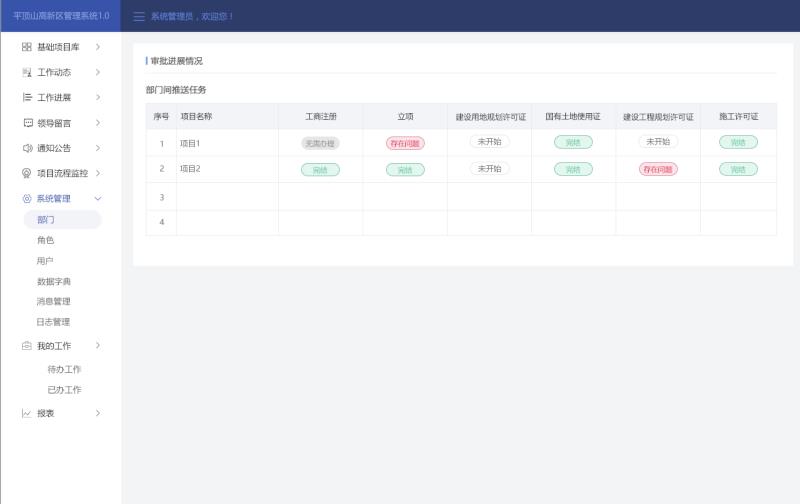 平顶山高新区管理系统1.0
系统管理员，欢迎您！
基础项目库
工作动态
工作进展
领导留言
通知公告
项目流程监控
系统管理
部门
角色
用户
数据字典
消息管理
日志管理
我的工作
待办工作
已办工作
报表
审批进展情况
部门间推送任务
序号 项目名称 工商注册 立项 建设用地规划许可证 国有土地使用证 建设工程规划许可证 施工许可证
1 项目1 无需办理 存在问题 未开始 完结 未开始 完结
2 项目2 完结 完结 未开始 完结 存在问题 完结
3
4